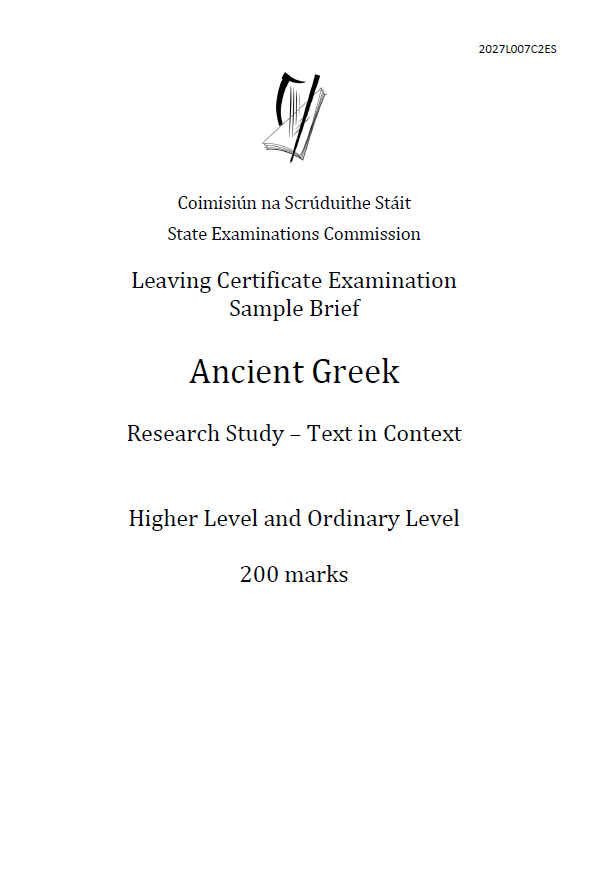 2027L007C2ES
Coimisiún na Scrúduithe Stáit
State Examinations Commission
Leaving Certificate Examination
Sample Brief
Ancient Greek
Research Study – Text in Context
Higher Level and Ordinary Level
200 marks